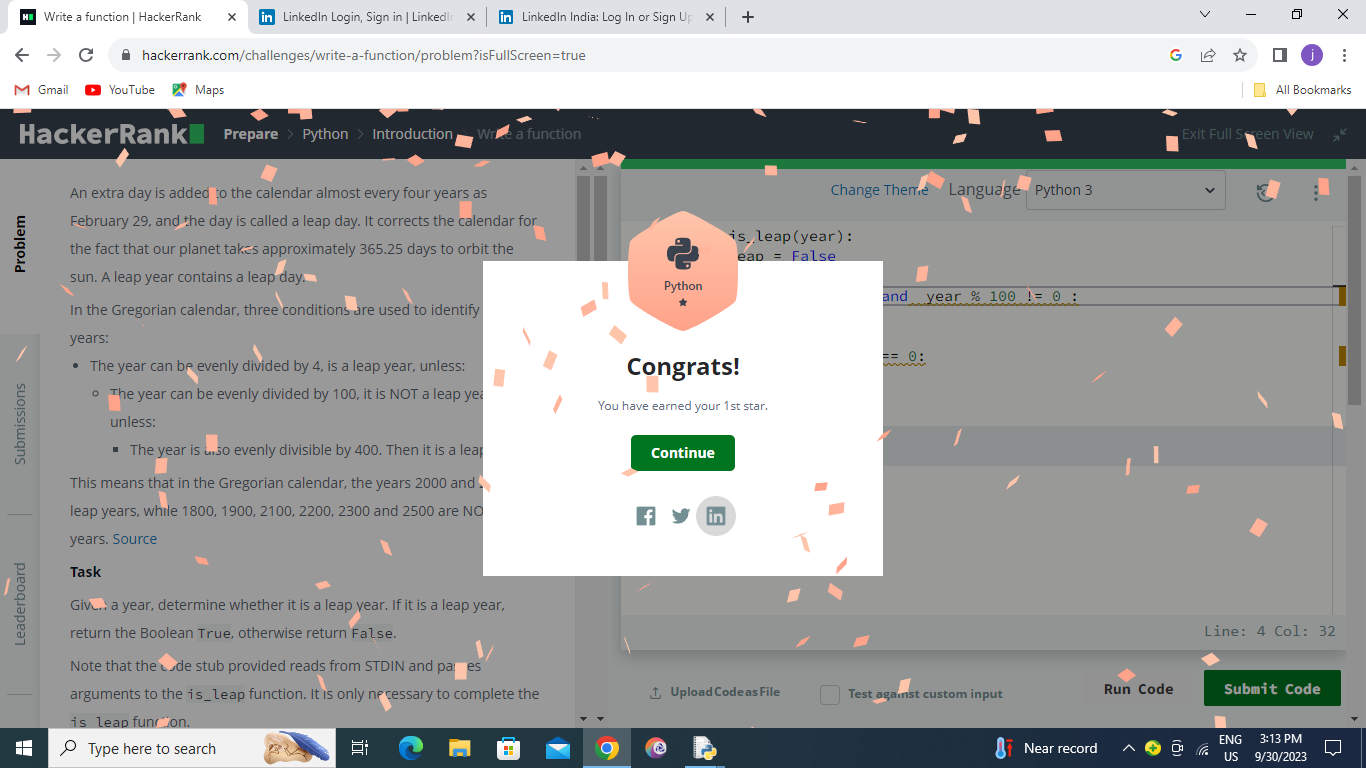 Write a function | HackerRank
LinkedIn Login, Sign in | LinkedIn
LinkedIn India: Log In or Sign Up
hackerrank.com/challenges/write-a-function/problem?isFullScreen=true
j
Gmail
YouTube
Maps
All Bookmarks
HackerRank
Prepare > Python > Introduction > Write a function
Exit Full Screen View
Problem
Submissions
Leaderboard
An extra day is added to the calendar almost every four years as
February 29, and the day is called a leap day. It corrects the calendar for
the fact that our planet takes approximately 365.25 days to orbit the
sun. A leap year contains a leap day.
In the Gregorian calendar, three conditions are used to identify
years:
The year can be evenly divided by 4, is a leap year, unless:
The year can be evenly divided by 100, it is NOT a leap
unless:
The year is also evenly divisible by 400. Then it is a
This means that in the Gregorian calendar, the years 2000 and
leap years, while 1800, 1900, 2100, 2200, 2300 and 2500 are
years. Source
Task
Given a year, determine whether it is a leap year. If it is a leap year,
return the Boolean True, otherwise return False.
Note that the code stub provided reads from STDIN and passes
arguments to the is_leap function. It is only necessary to complete the
is_leap function.
Change Theme
Language
Python 3
is_leap(year):
= False
and year % 100 != 0 :
== 0:
Python
Congrats!
You have earned your 1st star.
Continue
Line: 4 Col: 32
Upload Code as File
Test against custom input
Run Code
Submit Code
Type here to search
Near record
ENG
US
3:13 PM
9/30/2023